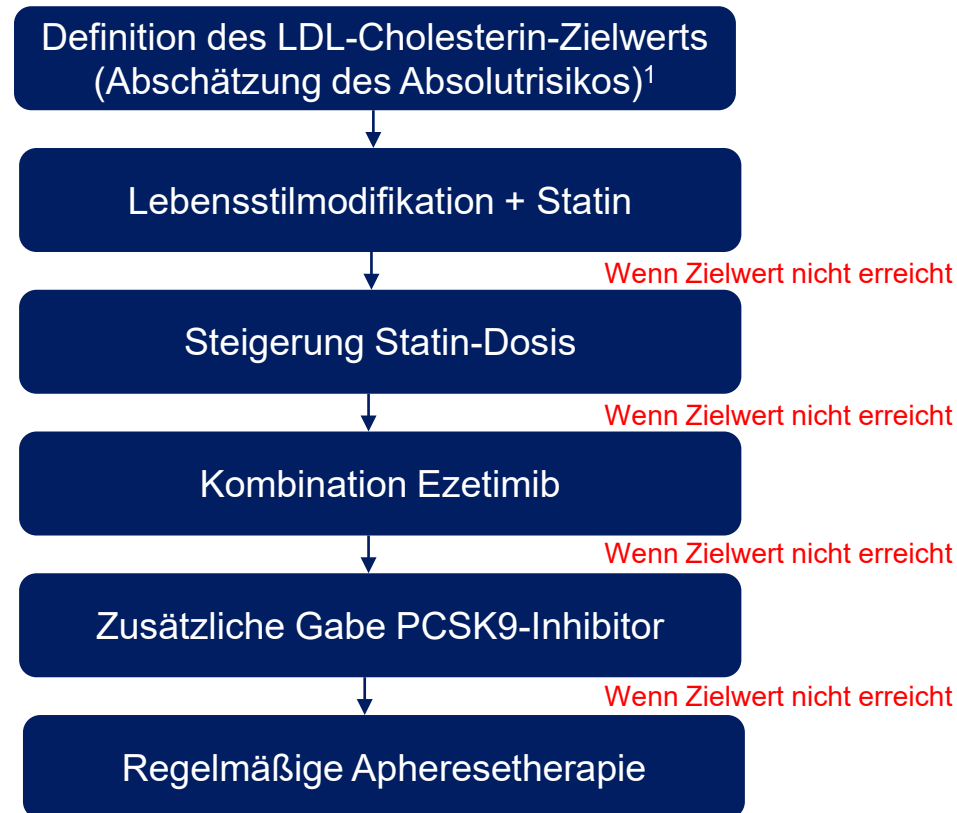 Definition des LDL-Cholesterin-Zielwerts
(Abschätzung des Absolutrisikos)¹
Lebensstilmodifikation + Statin
Wenn Zielwert nicht erreicht
Steigerung Statin-Dosis
Wenn Zielwert nicht erreicht
Kombination Ezetimib
Wenn Zielwert nicht erreicht
Zusätzliche Gabe PCSK9-Inhibitor
Wenn Zielwert nicht erreicht
Regelmäßige Apheresetherapie